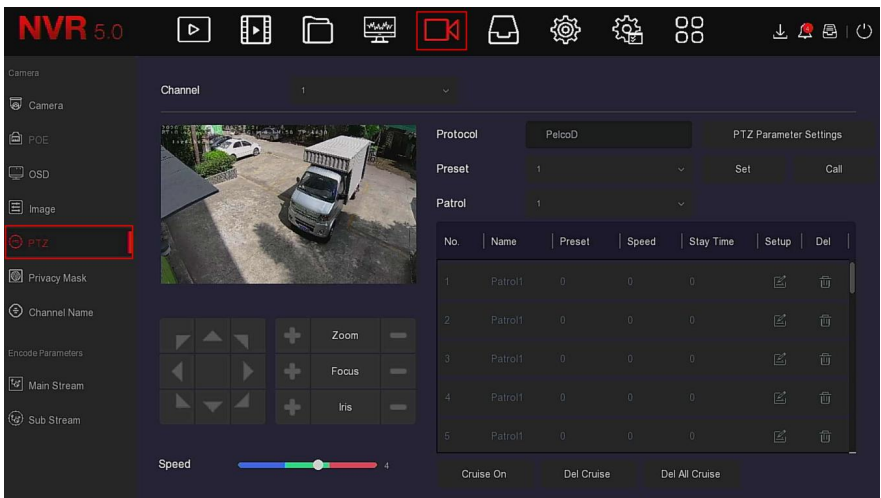 NVR 5.0
Camera
Camera
POE
OSD
Image
PTZ
Privacy Mask
Channel Name
Encode Parameters
Main Stream
Sub Stream
Channel 1
Protocol PelcoD PTZ Parameter Settings
Preset 1 Set Call
Patrol 1
No. Name Preset Speed Stay Time Setup Del
1 Patrol1 0 0 0
2 Patrol1 0 0 0
3 Patrol1 0 0 0
4 Patrol1 0 0 0
5 Patrol1 0 0 0
Zoom
Focus
Iris
Speed 4
Cruise On Del Cruise Del All Cruise